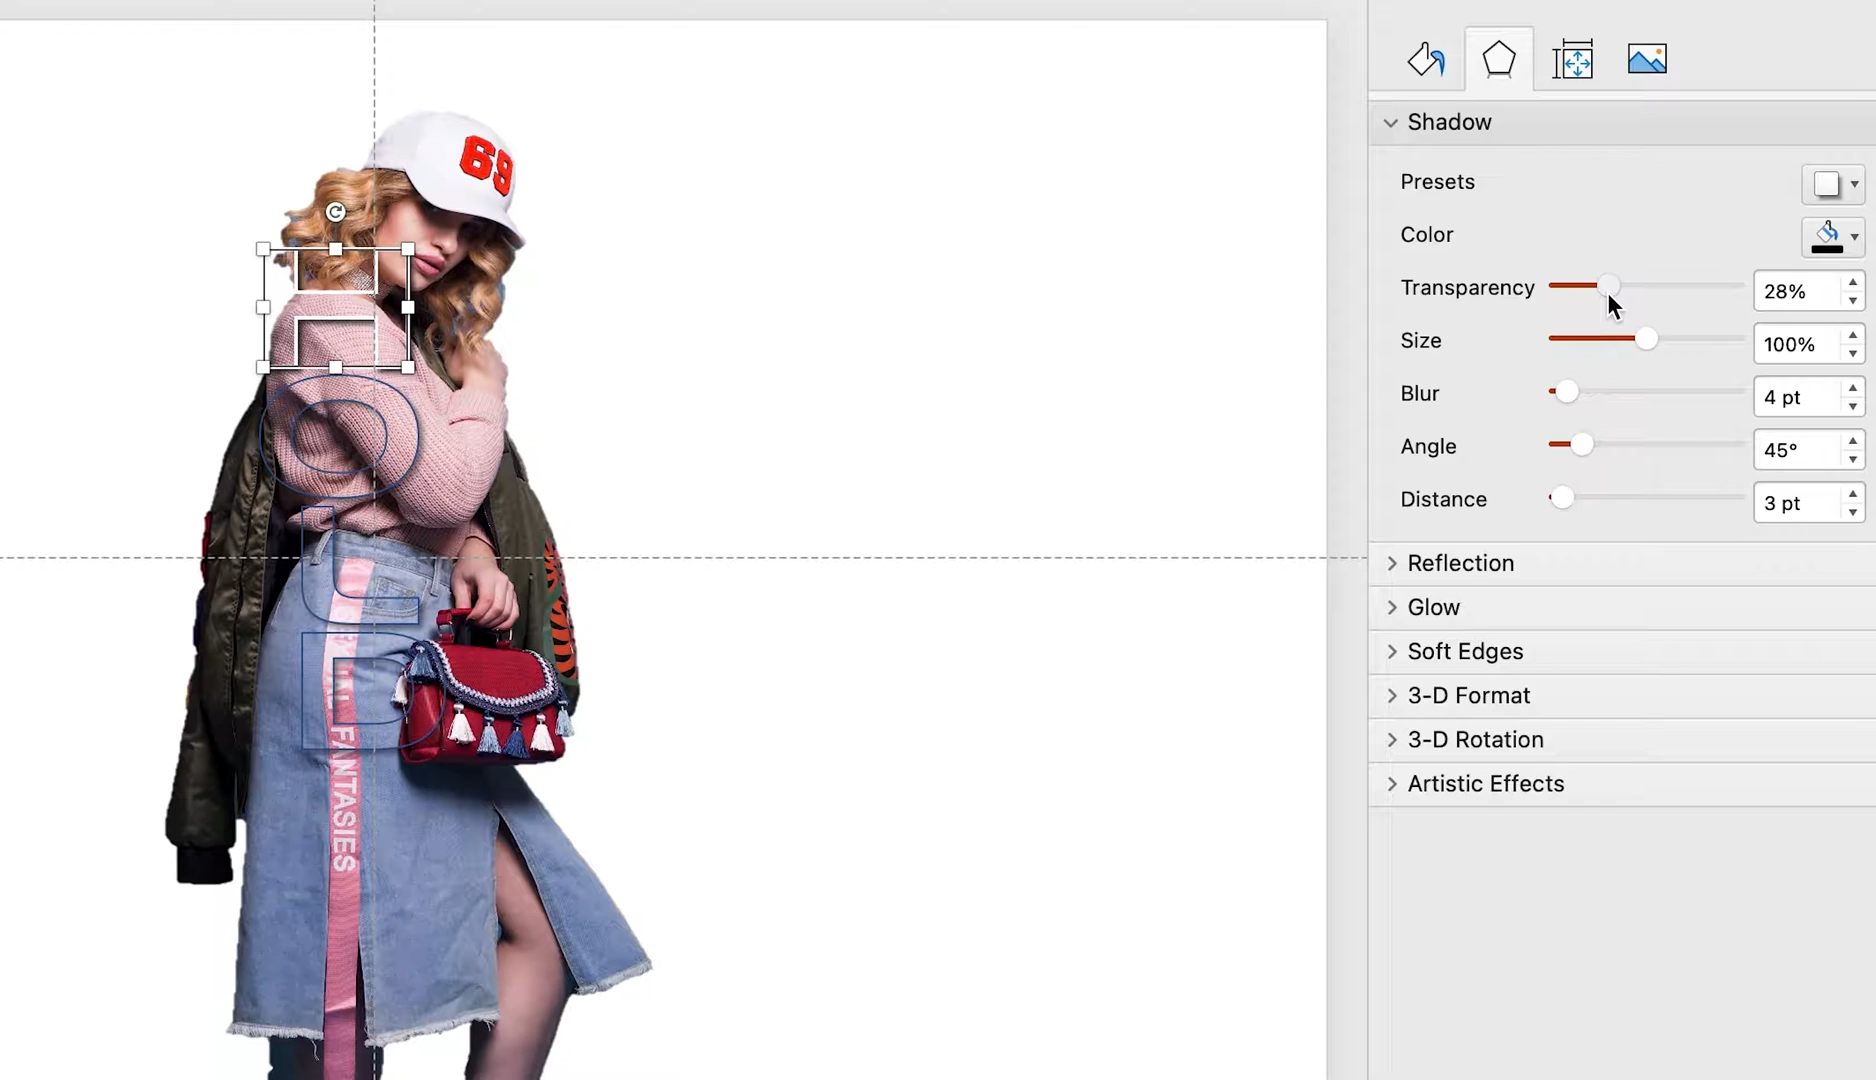 69
Shadow
Presets
Color
Transparency 28%
Size 100%
Blur 4 pt
Angle 45°
Distance 3 pt
Reflection
Glow
Soft Edges
3-D Format
3-D Rotation
Artistic Effects
H
O
L
D
FANTASIES